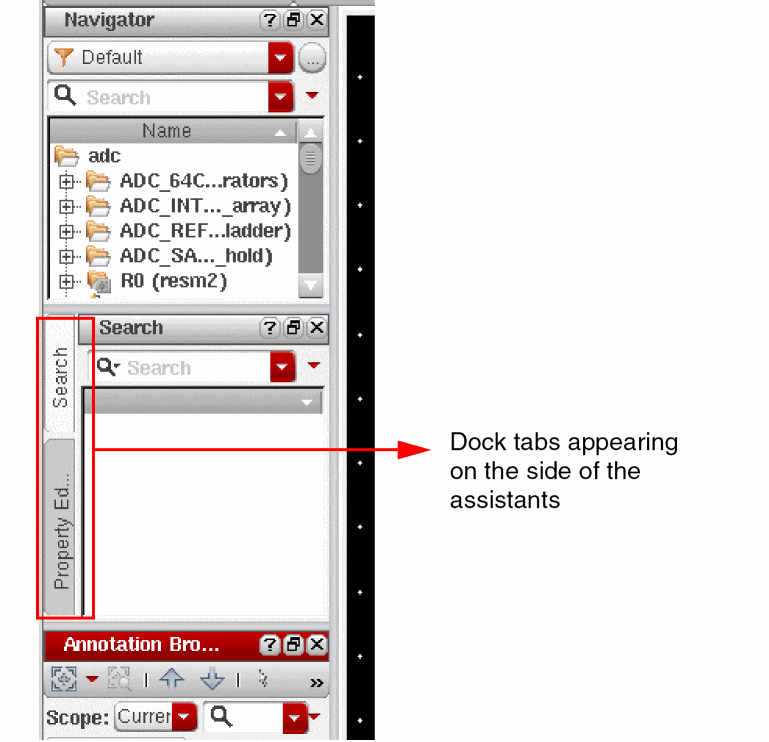 Navigator
Default
...
Search
Name
adc
ADC_64C...rators)
ADC_INT..._array)
ADC_REF...ladder)
ADC_SA..._hold)
R0 (resm2)
Search
Search
Search
Property Ed...
Dock tabs appearing
on the side of the
assistants
Annotation Bro...
Scope: Currer